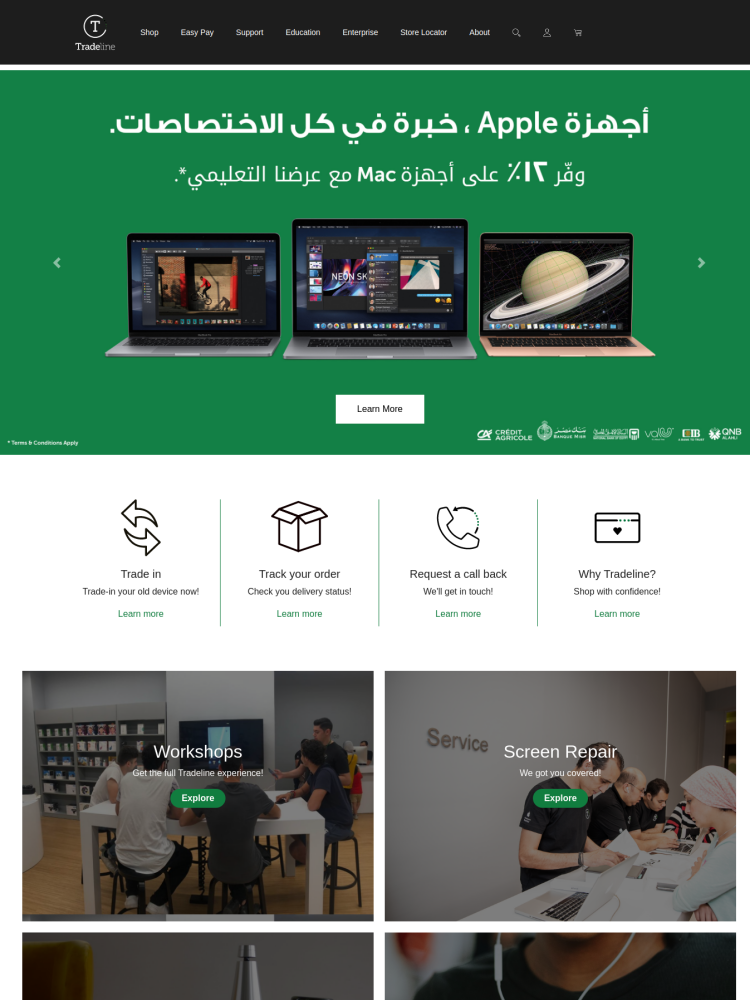 Tradeline
Shop
Easy Pay
Support
Education
Enterprise
Store Locator
About
أجهزة Apple ، خبرة في كل الاختصاصات.
وفّر ١٢٪ على أجهزة Mac مع عرضنا التعليمي*.
NEON SK
Learn More
* Terms & Conditions Apply
CRÉDIT
AGRICOLE
بنك مصر
BANQUE MISR
valU
CIB
QNB
ALAHLI
Trade in
Trade-in your old device now!
Learn more
Track your order
Check you delivery status!
Learn more
Request a call back
We'll get in touch!
Learn more
Why Tradeline?
Shop with confidence!
Learn more
Workshops
Get the full Tradeline experience!
Explore
Service
Screen Repair
We got you covered!
Explore